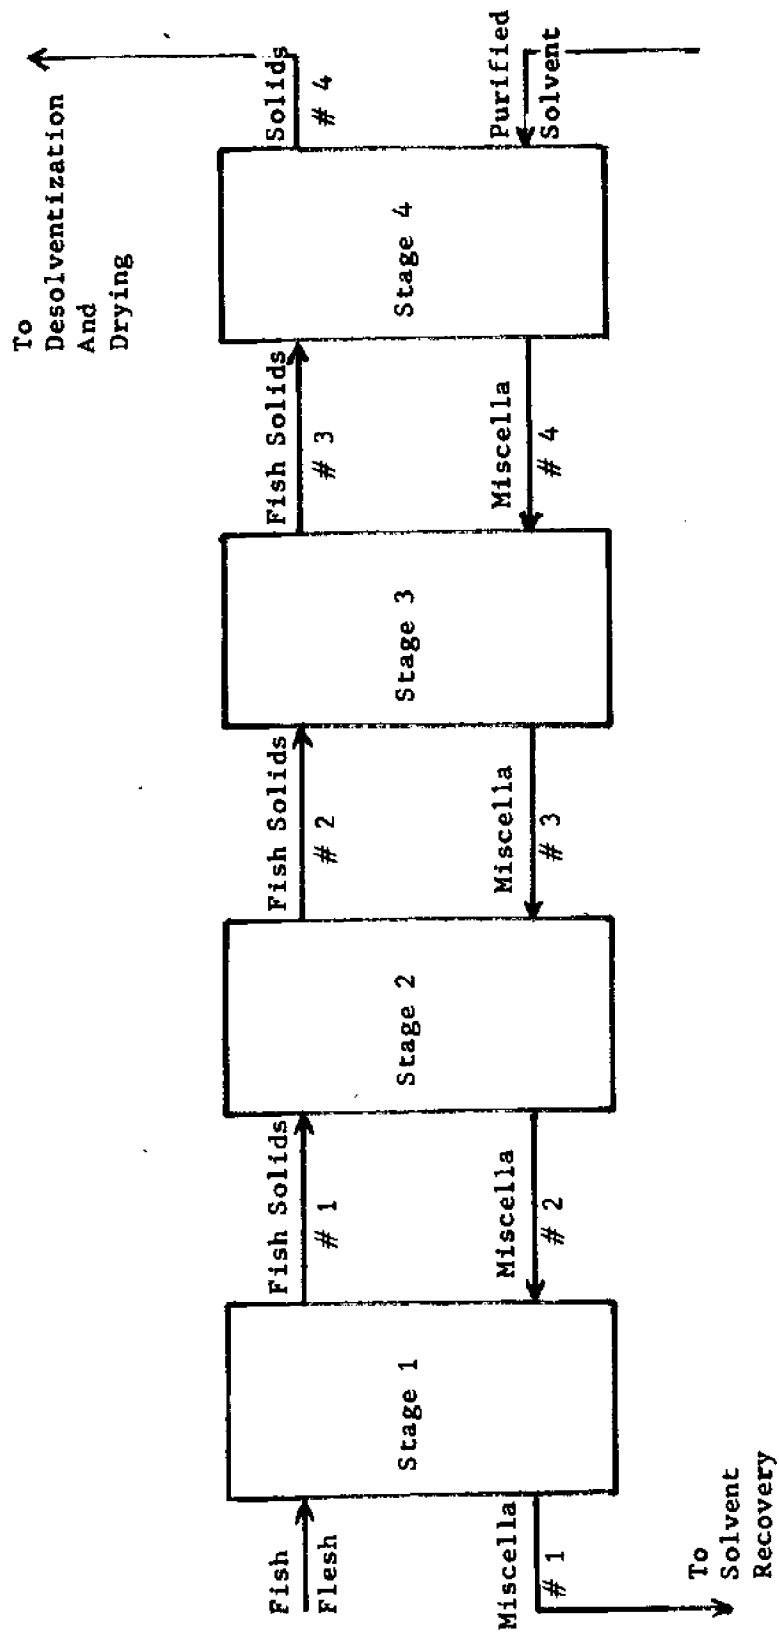 Fish
Flesh
Stage 1
Miscella
# 1
To
Solvent
Recovery
Fish Solids
# 1
Miscella
# 2
Stage 2
Fish Solids
# 2
Miscella
# 3
Stage 3
Fish Solids
# 3
Miscella
# 4
Stage 4
Solids
# 4
To
Desolventization
And
Drying
Purified
Solvent